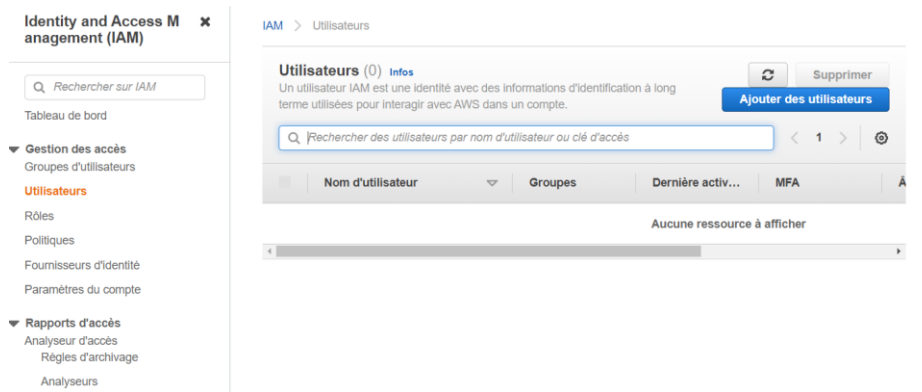 Identity and Access M
anagement (IAM)
Rechercher sur IAM
Tableau de bord
Gestion des accès
Groupes d'utilisateurs
Utilisateurs
Rôles
Politiques
Fournisseurs d'identité
Paramètres du compte
Rapports d'accès
Analyseur d'accès
Règles d'archivage
Analyseurs
IAM > Utilisateurs
Utilisateurs (0) Infos
Un utilisateur IAM est une identité avec des informations d'identification à long
terme utilisées pour interagir avec AWS dans un compte.
Supprimer
Ajouter des utilisateurs
Rechercher des utilisateurs par nom d'utilisateur ou clé d'accès
< 1 >
Nom d'utilisateur Groupes Dernière activ... MFA
Aucune ressource à afficher